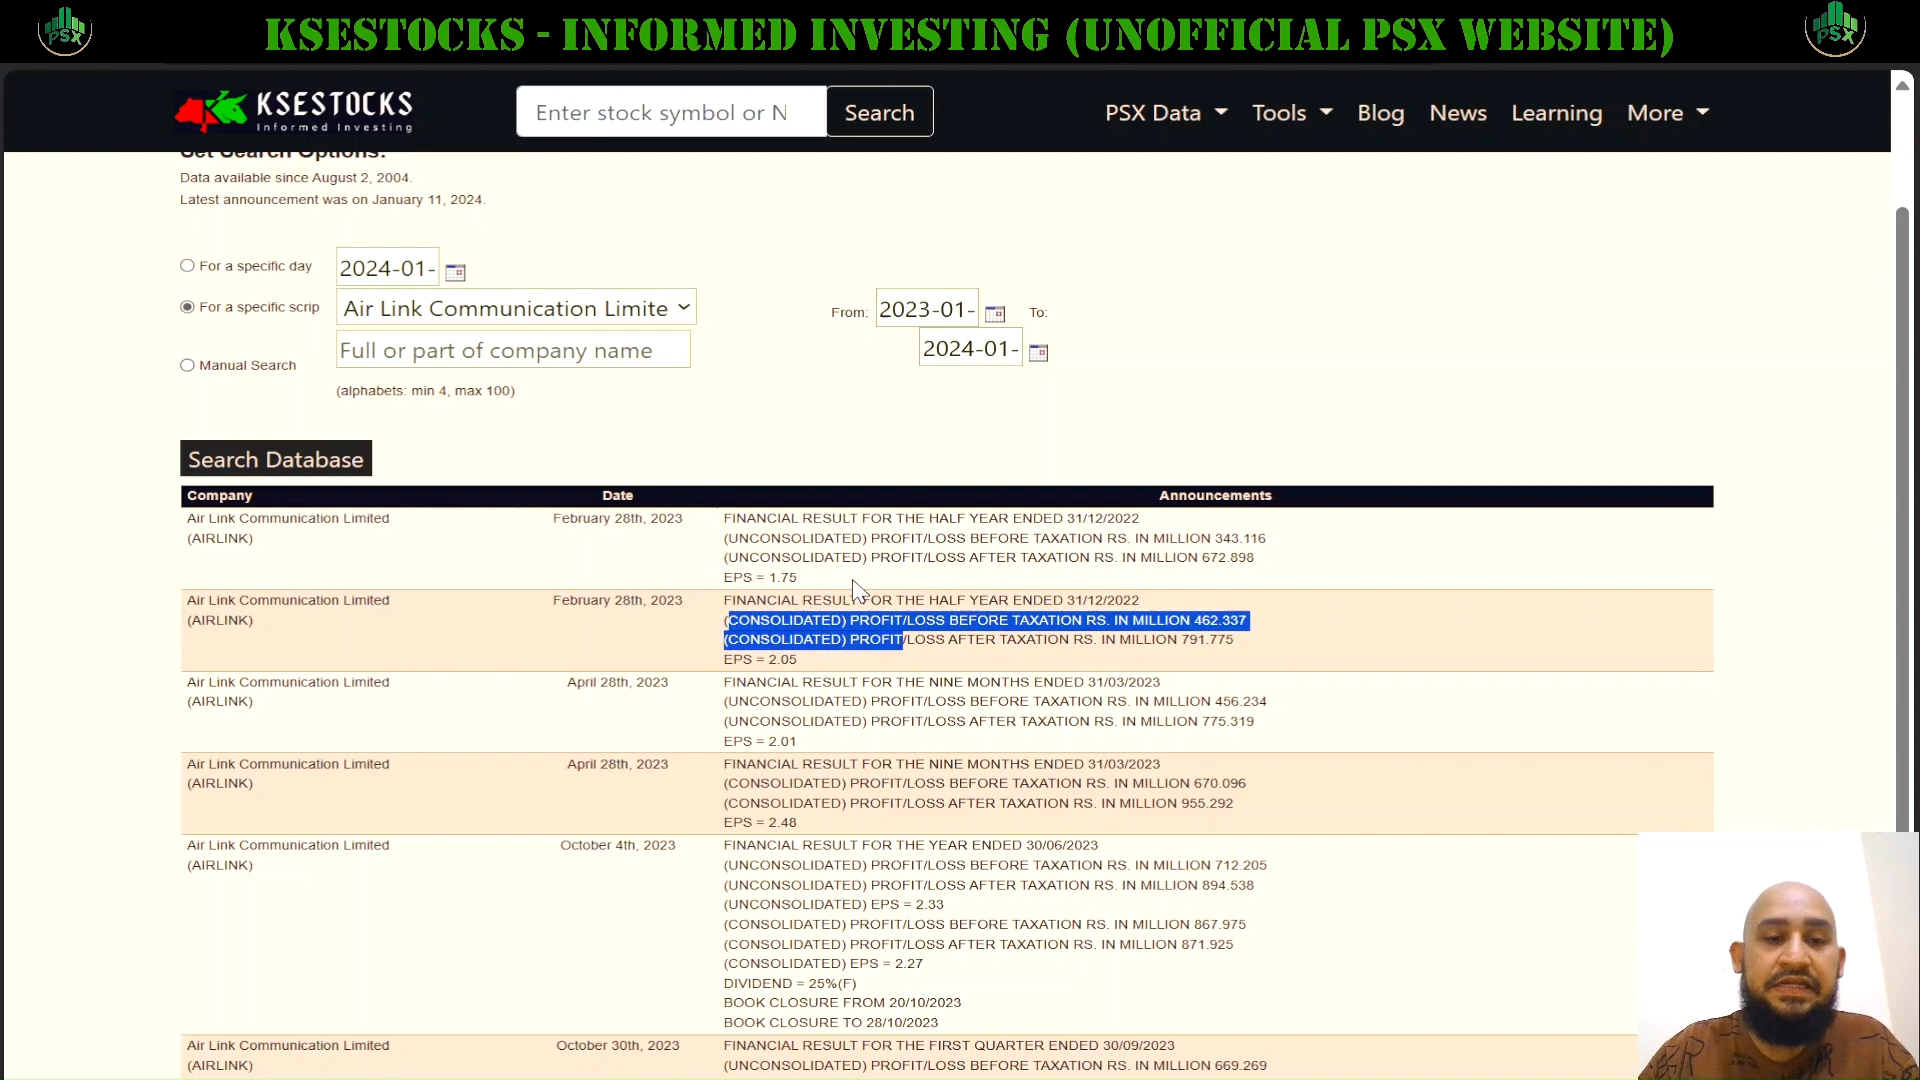 PSX
KSESTOCKS - INFORMED INVESTING (UNOFFICIAL PSX WEBSITE)
PSX
KSESTOCKS
Informed Investing
Enter stock symbol or N
Search
PSX Data
Tools
Blog
News
Learning
More
Set Search Options:
Data available since August 2, 2004.
Latest announcement was on January 11, 2024.
For a specific day
2024-01-
For a specific scrip
Air Link Communication Limite
From:
2023-01-
To:
2024-01-
Manual Search
Full or part of company name
(alphabets: min 4, max 100)
Search Database
Company Date Announcements
Air Link Communication Limited February 28th, 2023 FINANCIAL RESULT FOR THE HALF YEAR ENDED 31/12/2022
(AIRLINK) (UNCONSOLIDATED) PROFIT/LOSS BEFORE TAXATION RS. IN MILLION 343.116
(UNCONSOLIDATED) PROFIT/LOSS AFTER TAXATION RS. IN MILLION 672.898
EPS = 1.75
Air Link Communication Limited February 28th, 2023 FINANCIAL RESULT FOR THE HALF YEAR ENDED 31/12/2022
(AIRLINK) (CONSOLIDATED) PROFIT/LOSS BEFORE TAXATION RS. IN MILLION 462.337
(CONSOLIDATED) PROFIT/LOSS AFTER TAXATION RS. IN MILLION 791.775
EPS = 2.05
Air Link Communication Limited April 28th, 2023 FINANCIAL RESULT FOR THE NINE MONTHS ENDED 31/03/2023
(AIRLINK) (UNCONSOLIDATED) PROFIT/LOSS BEFORE TAXATION RS. IN MILLION 456.234
(UNCONSOLIDATED) PROFIT/LOSS AFTER TAXATION RS. IN MILLION 775.319
EPS = 2.01
Air Link Communication Limited April 28th, 2023 FINANCIAL RESULT FOR THE NINE MONTHS ENDED 31/03/2023
(AIRLINK) (CONSOLIDATED) PROFIT/LOSS BEFORE TAXATION RS. IN MILLION 670.096
(CONSOLIDATED) PROFIT/LOSS AFTER TAXATION RS. IN MILLION 955.292
EPS = 2.48
Air Link Communication Limited October 4th, 2023 FINANCIAL RESULT FOR THE YEAR ENDED 30/06/2023
(AIRLINK) (UNCONSOLIDATED) PROFIT/LOSS BEFORE TAXATION RS. IN MILLION 712.205
(UNCONSOLIDATED) PROFIT/LOSS AFTER TAXATION RS. IN MILLION 894.538
(UNCONSOLIDATED) EPS = 2.33
(CONSOLIDATED) PROFIT/LOSS BEFORE TAXATION RS. IN MILLION 867.975
(CONSOLIDATED) PROFIT/LOSS AFTER TAXATION RS. IN MILLION 871.925
(CONSOLIDATED) EPS = 2.27
DIVIDEND = 25%(F)
BOOK CLOSURE FROM 20/10/2023
BOOK CLOSURE TO 28/10/2023
Air Link Communication Limited October 30th, 2023 FINANCIAL RESULT FOR THE FIRST QUARTER ENDED 30/09/2023
(AIRLINK) (UNCONSOLIDATED) PROFIT/LOSS BEFORE TAXATION RS. IN MILLION 669.269